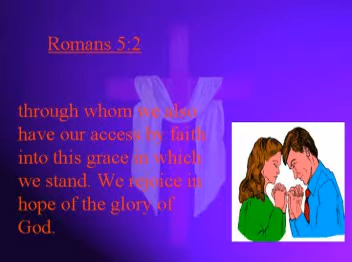 Romans 5:2
through whom we also
have our access by faith
into this grace in which
we stand. We rejoice in
hope of the glory of
God.